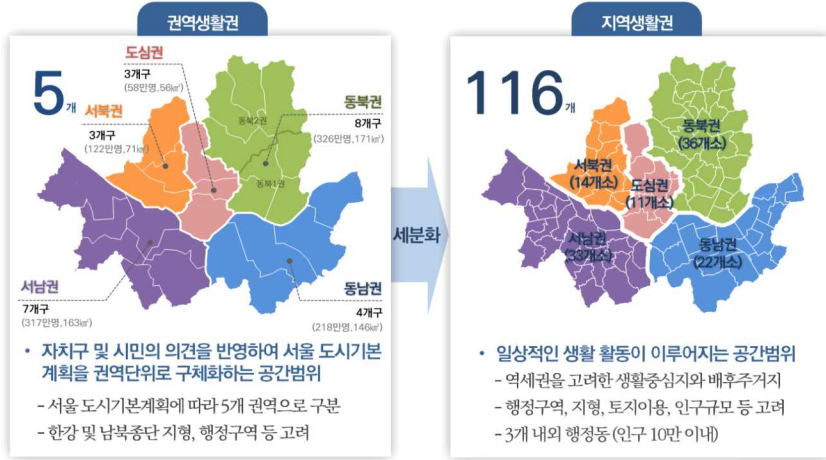 권역생활권
5개
도심권
3개구
(58만명,56㎢)
서북권
3개구
(122만명,71㎢)
동북권
8개구
(326만명,171㎢)
동북2권
동북1권
서남권
7개구
(317만명,163㎢)
동남권
4개구
(218만명,146㎢)
• 자치구 및 시민의 의견을 반영하여 서울 도시기본
계획을 권역단위로 구체화하는 공간범위
- 서울 도시기본계획에 따라 5개 권역으로 구분
- 한강 및 남북종단 지형, 행정구역 등 고려
세분화
지역생활권
116개
동북권
(36개소)
서북권
(14개소)
도심권
(11개소)
서남권
(33개소)
동남권
(22개소)
• 일상적인 생활 활동이 이루어지는 공간범위
- 역세권을 고려한 생활중심지와 배후주거지
- 행정구역, 지형, 토지이용, 인구규모 등 고려
- 3개 내외 행정동 (인구 10만 이내)